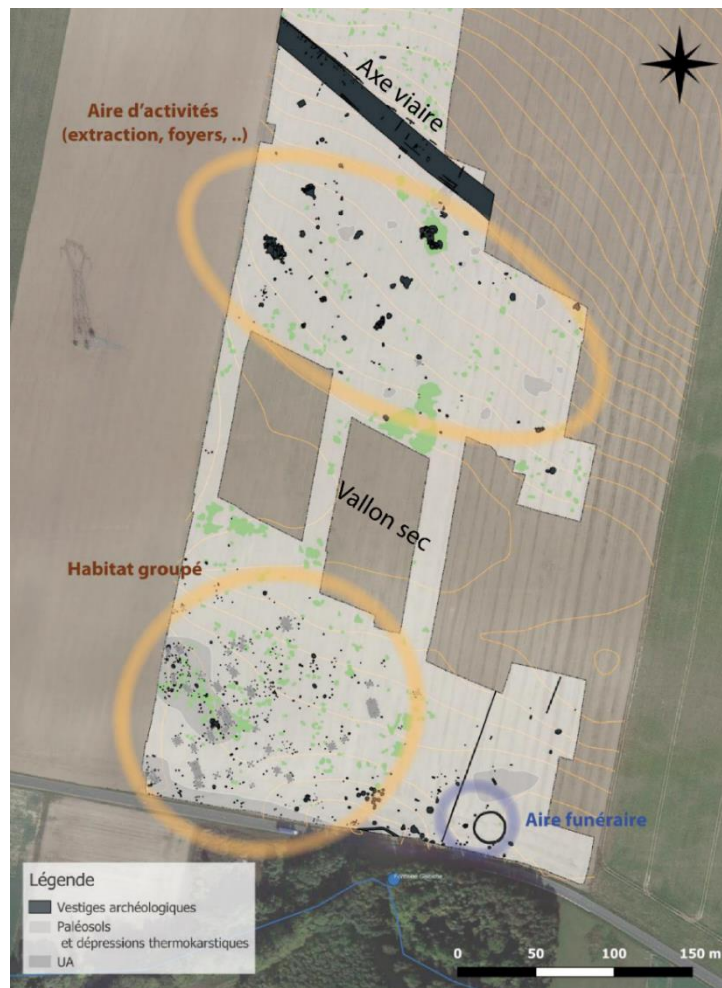 Axe viaire
Aire d'activités
(extraction, foyers, ..)
Vallon sec
Habitat groupé
Aire funéraire
Légende
Vestiges archéologiques
Paléosols
et dépressions thermokarstiques
UA
0 50 100 150 m